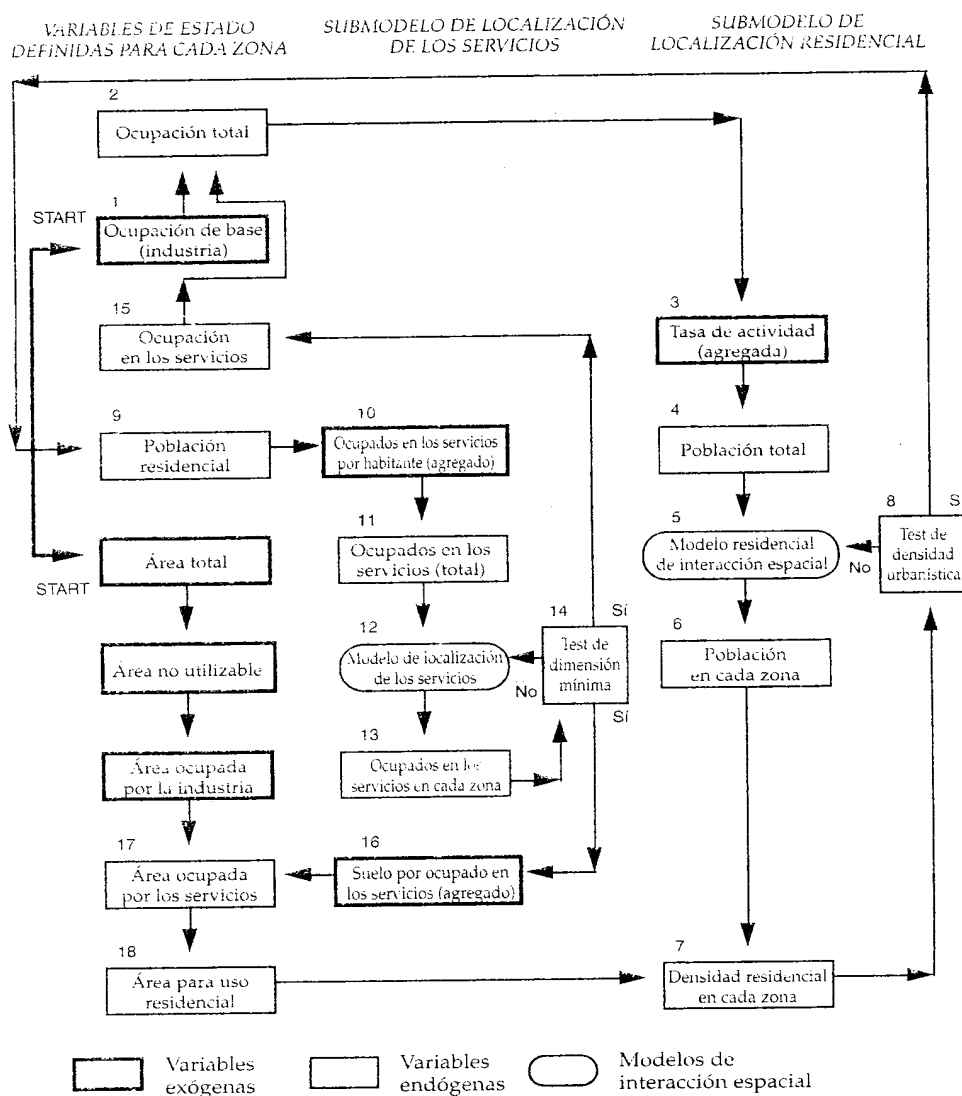 VARIABLES DE ESTADO
DEFINIDAS PARA CADA ZONA
SUBMODELO DE LOCALIZACIÓN
DE LOS SERVICIOS
SUBMODELO DE
LOCALIZACIÓN RESIDENCIAL
2
Ocupación total
START
1
Ocupación de base
(industria)
15
Ocupación
en los servicios
3
Tasa de actividad
(agregada)
9
Población
residencial
10
Ocupados en los servicios
por habitante (agregado)
4
Población total
START
Área total
11
Ocupados en los
servicios (total)
5
Modelo residencial
de interacción espacial
No
8
S
Test de
densidad
urbanística
Área no utilizable
12
Modelo de localización
de los servicios
No
14
Sí
Test de
dimensión
mínima
Sí
6
Población
en cada zona
Área ocupada
por la industria
13
Ocupados en los
servicios en cada zona
17
Área ocupada
por los servicios
16
Suelo por ocupado en
los servicios (agregado)
18
Área para uso
residencial
7
Densidad residencial
en cada zona
Variables
exógenas
Variables
endógenas
Modelos de
interacción espacial